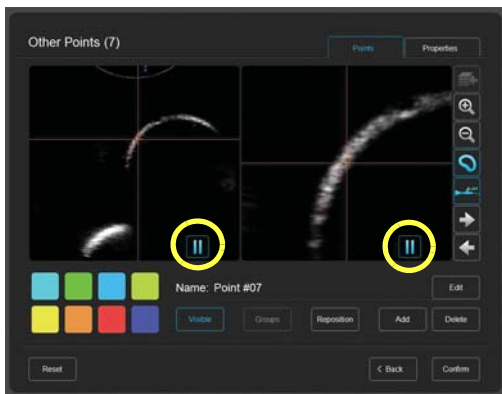 Other Points (7)
Points
Properties
Name: Point #07
Edit
Visible
Groups
Reposition
Add
Delete
Reset
< Back
Confirm